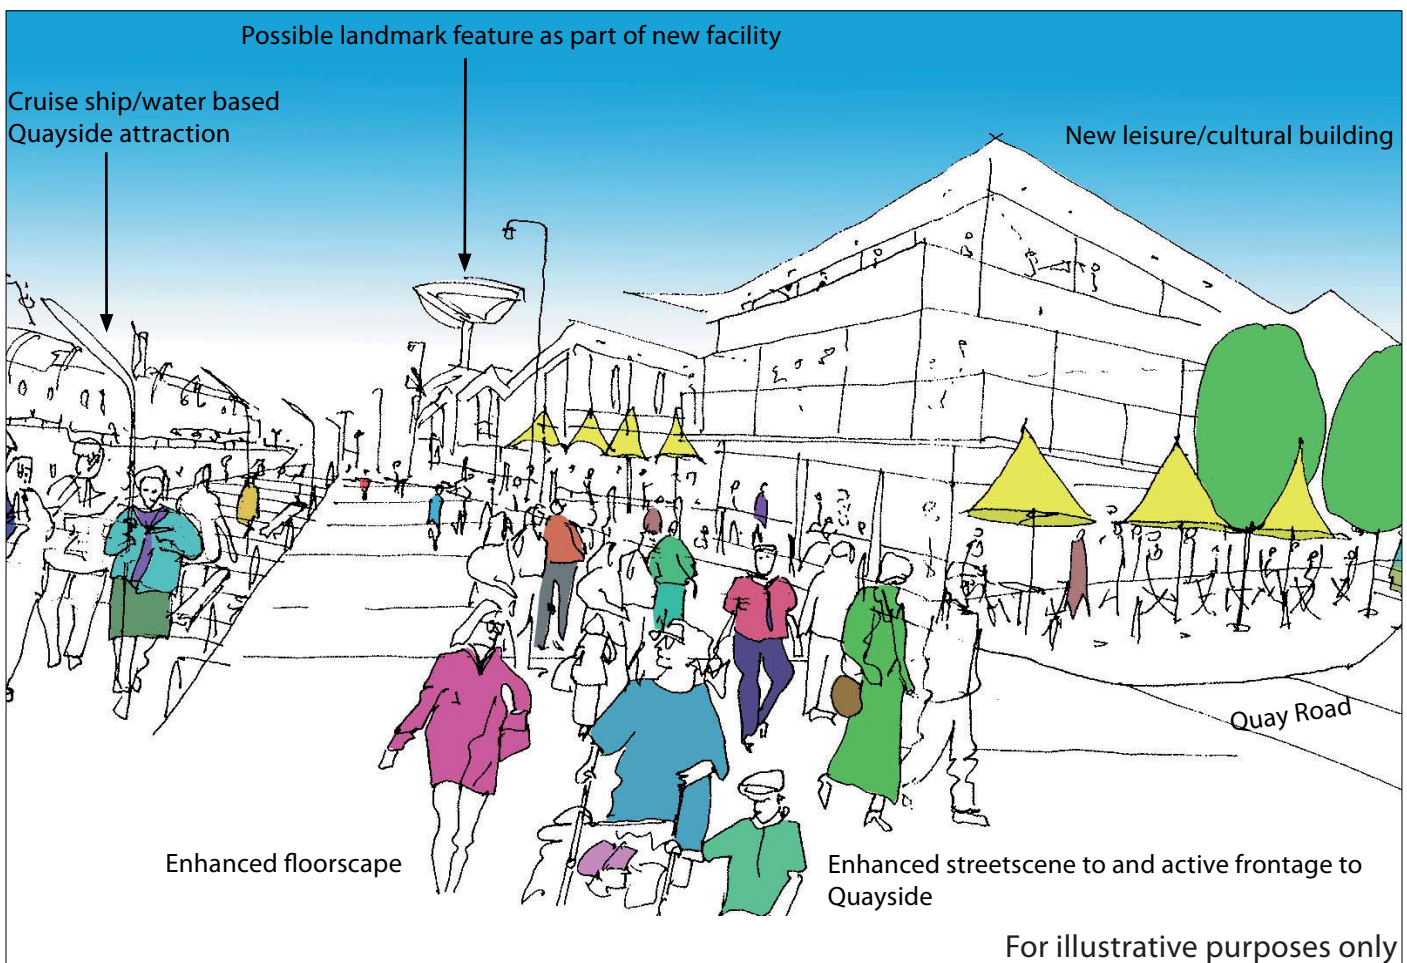 Possible landmark feature as part of new facility
Cruise ship/water based
Quayside attraction
New leisure/cultural building
Quay Road
Enhanced floorscape
Enhanced streetscene to and active frontage to
Quayside
For illustrative purposes only